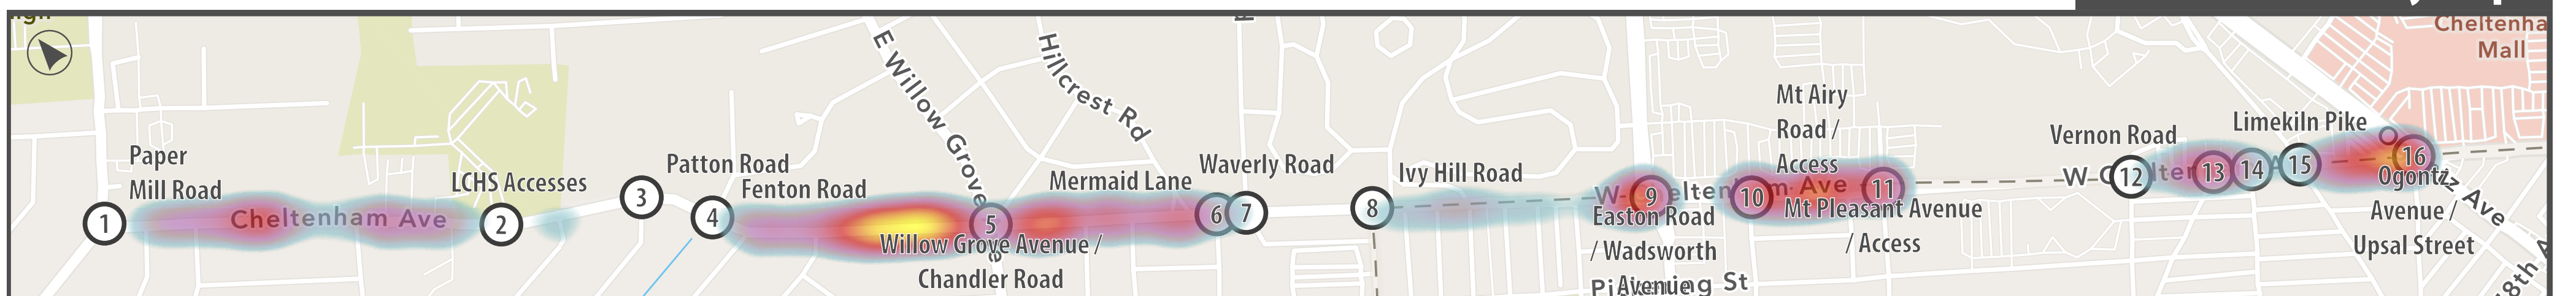 Cheltenha
Mall
E Willow Grove
Hillcrest Rd
Paper
Mill Road
LCHS Accesses
Patton Road
Fenton Road
Mermaid Lane
Waverly Road
Ivy Hill Road
Mt Airy
Road /
Access
Vernon Road
Limekiln Pike
Cheltenham Ave
1
2
3
4
5
6
7
8
9
10
11
12
13
14
15
16
Willow Grove Avenue /
Chandler Road
Easton Road
/ Wadsworth
Avenue
Mt Pleasant Avenue
/ Access
Ogontz
Avenue /
Upsal Street
18th